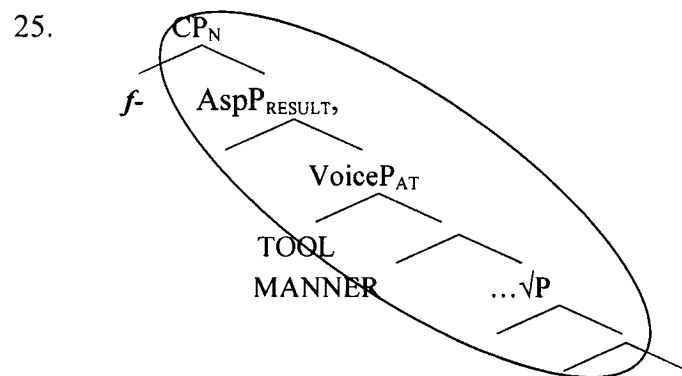 25.
CP_N
f-
AspP_RESULT,
VoiceP_AT
TOOL
MANNER
…√P